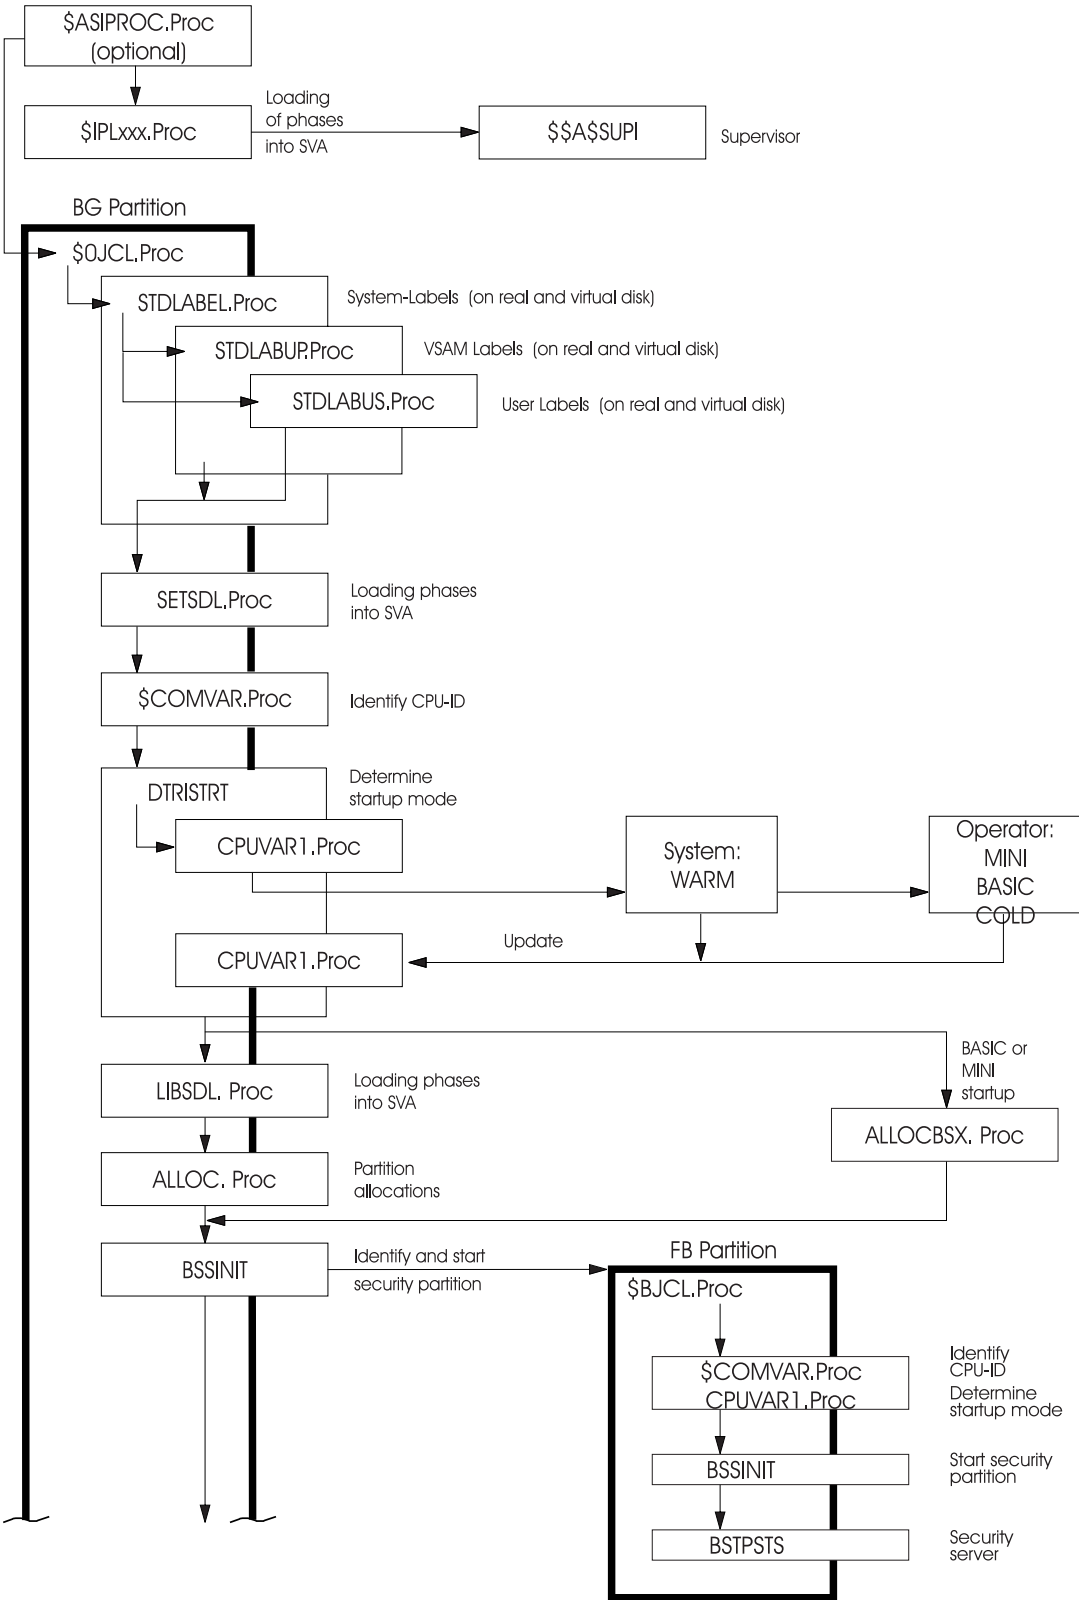 $ASIPROC.Proc
(optional)
$IPLxxx.Proc
Loading
of phases
into SVA
$$A$SUPI
Supervisor
BG Partition
$0JCL.Proc
STDLABEL.Proc
System-Labels (on real and virtual disk)
STDLABUP.Proc
VSAM Labels (on real and virtual disk)
STDLABUS.Proc
User Labels (on real and virtual disk)
SETSDL.Proc
Loading phases
into SVA
$COMVAR.Proc
Identify CPU-ID
DTRISTRT
Determine
startup mode
CPUVAR1.Proc
System:
WARM
Operator:
MINI
BASIC
COLD
Update
CPUVAR1.Proc
BASIC or
MINI
startup
LIBSDL. Proc
Loading phases
into SVA
ALLOCBSX. Proc
ALLOC. Proc
Partition
allocations
BSSINIT
Identify and start
security partition
FB Partition
$BJCL.Proc
$COMVAR.Proc
CPUVAR1.Proc
Identify
CPU-ID
Determine
startup mode
BSSINIT
Start security
partition
BSTPSTS
Security
server